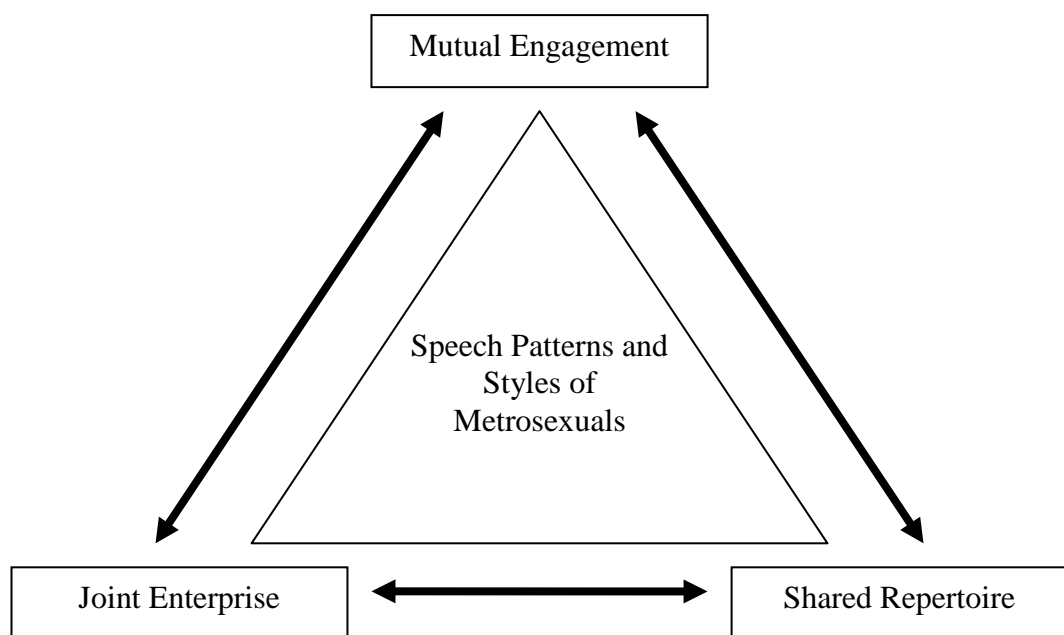 Mutual Engagement
Speech Patterns and
Styles of
Metrosexuals
Joint Enterprise
Shared Repertoire